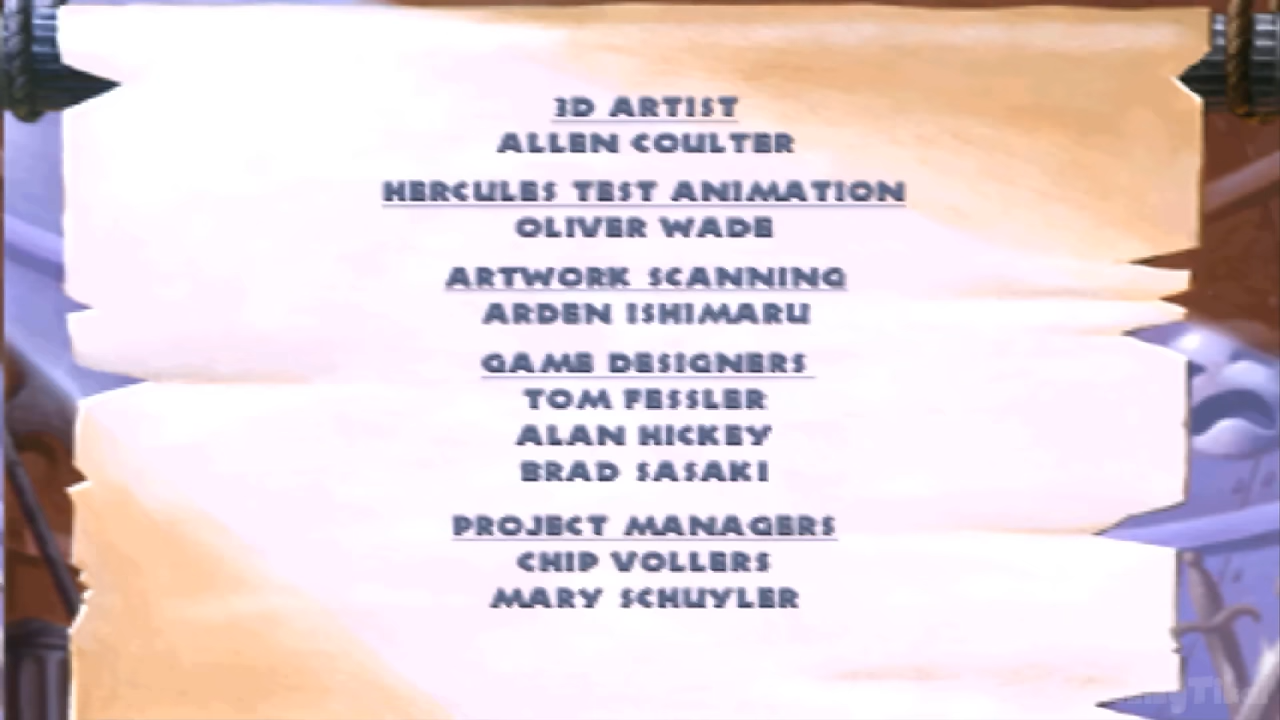 3D ARTIST
ALLEN COULTER
HERCULES TEST ANIMATION
OLIVER WADE
ARTWORK SCANNING
ARDEN ISHIMARU
GAME DESIGNERS
TOM FESSLER
ALAN HICKEY
BRAD SASAKI
PROJECT MANAGERS
CHIP VOLLERS
MARY SCHUYLER